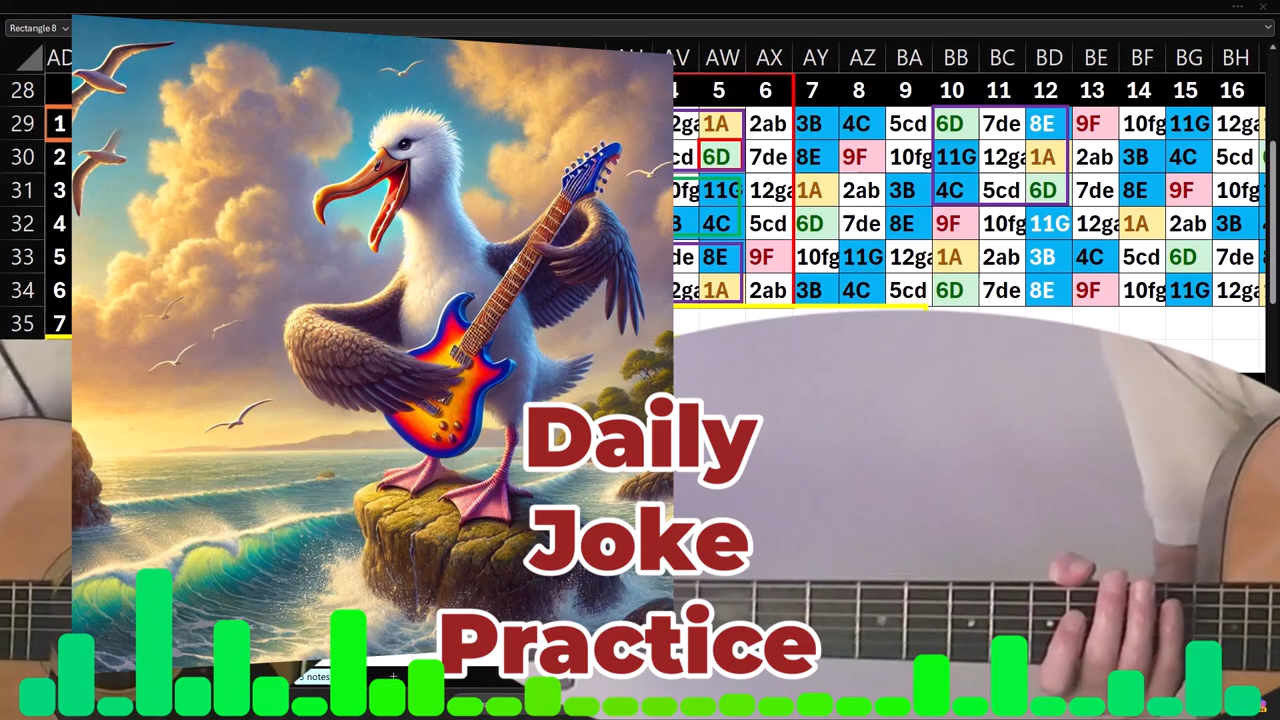 Rectangle 8
AD AV AW AX AY AZ BA BB BC BD BE BF BG BH
28 5 6 7 8 9 10 11 12 13 14 15 16
29 1 1A 2ab 3B 4C 5cd 6D 7de 8E 9F 10fg 11G 12ga
30 2 cd 6D 7de 8E 9F 10fg 11G 12ga 1A 2ab 3B 4C 5cd
31 3 11G 12ga 1A 2ab 3B 4C 5cd 6D 7de 8E 9F 10fg
32 4 4C 5cd 6D 7de 8E 9F 10fg 11G 12ga 1A 2ab 3B
33 5 de 8E 9F 10fg 11G 12ga 1A 2ab 3B 4C 5cd 6D 7de
34 6 1A 2ab 3B 4C 5cd 6D 7de 8E 9F 10fg 11G 12ga
35 7
Daily
Joke
Practice
notes